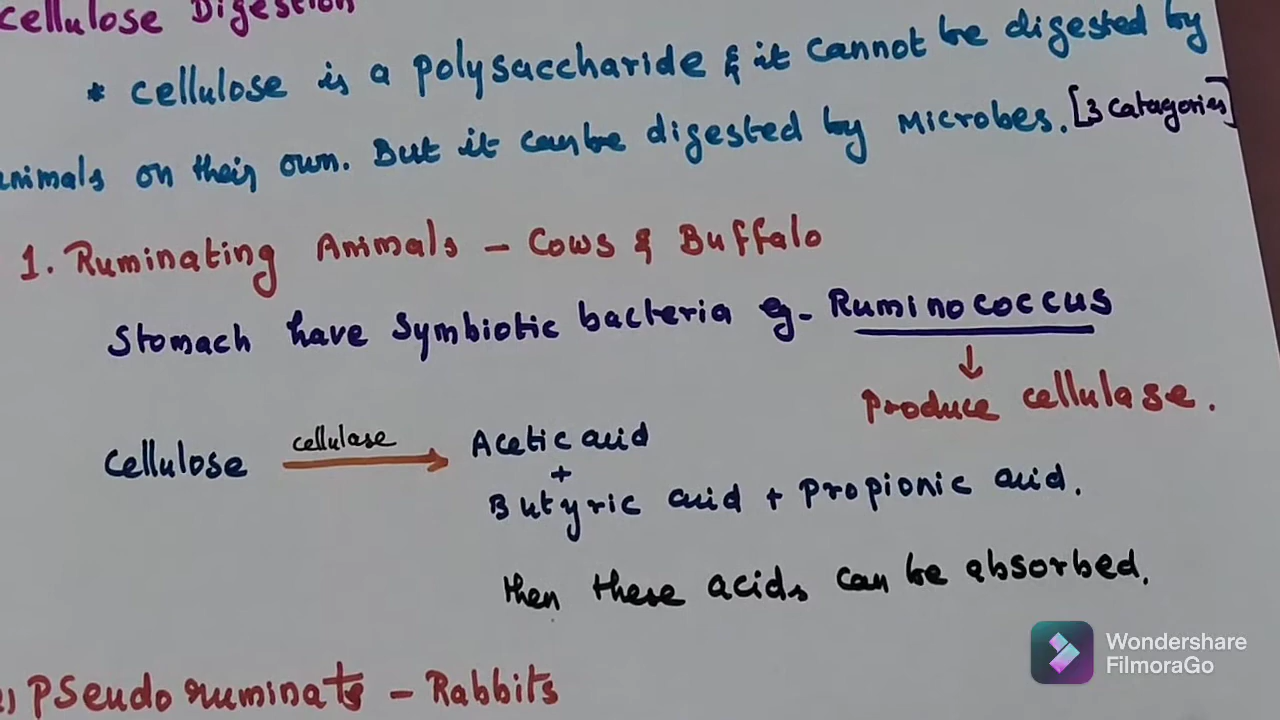 cellulose Digestion
* cellulose is a polysaccharide & it cannot be digested by
animals on their own. But it can be digested by Microbes. [3 Catagories]
1. Ruminating Animals - Cows & Buffalo
Stomach have Symbiotic bacteria eg- Ruminococcus
↓
Produce cellulase.
cellulose cellulase → Acetic acid
+
Butyric acid + Propionic acid.
then these acids can be absorbed.
Pseudo ruminats - Rabbits
Wondershare
FilmoraGo